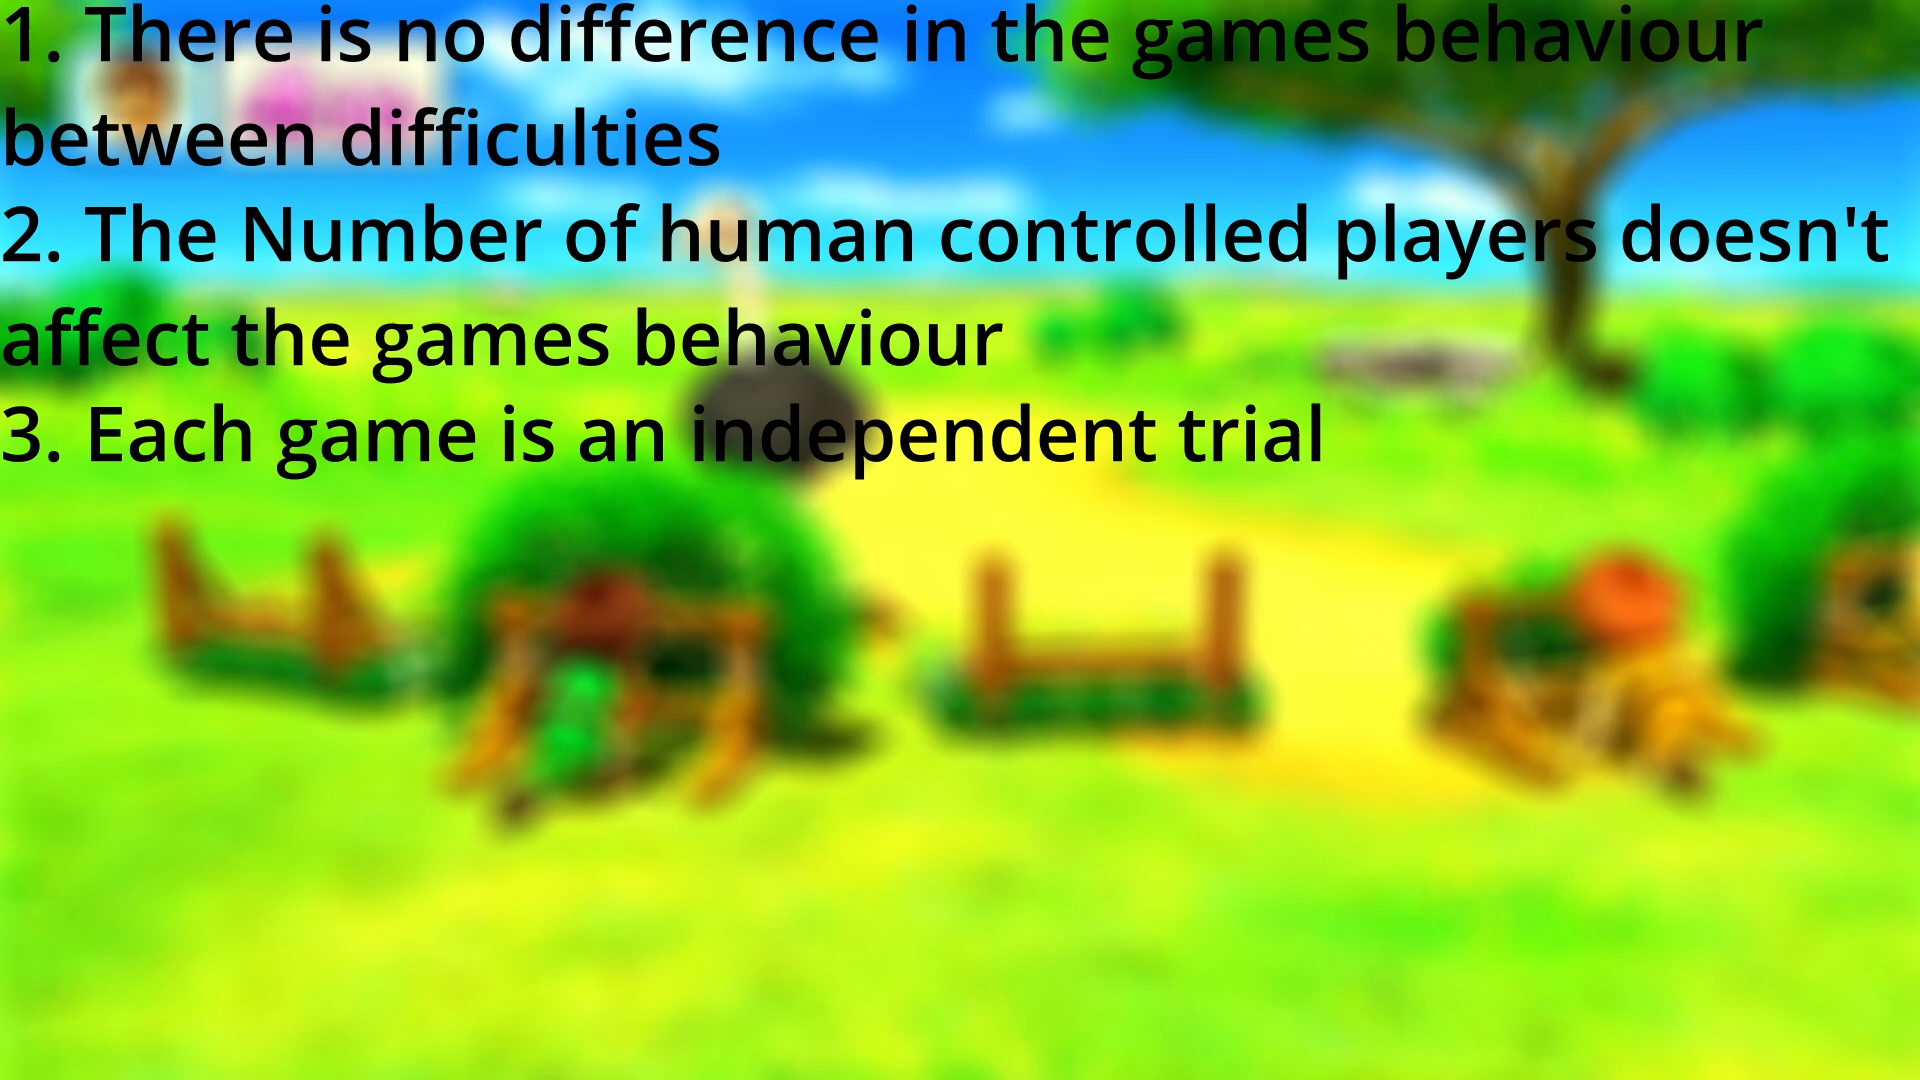 1. There is no difference in the games behaviour
between difficulties
2. The Number of human controlled players doesn't
affect the games behaviour
3. Each game is an independent trial